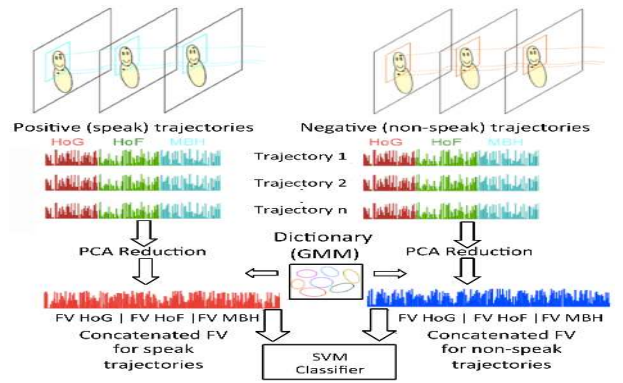 Positive (speak) trajectories
Negative (non-speak) trajectories
HoG HoF MBH
HoG HoF MBH
Trajectory 1
Trajectory 2
Trajectory n
PCA Reduction
Dictionary
(GMM)
PCA Reduction
FV HoG | FV HoF |FV MBH
Concatenated FV
for speak
trajectories
FV HoG | FV HoF |FV MBH
Concatenated FV
for non-speak
trajectories
SVM
Classifier